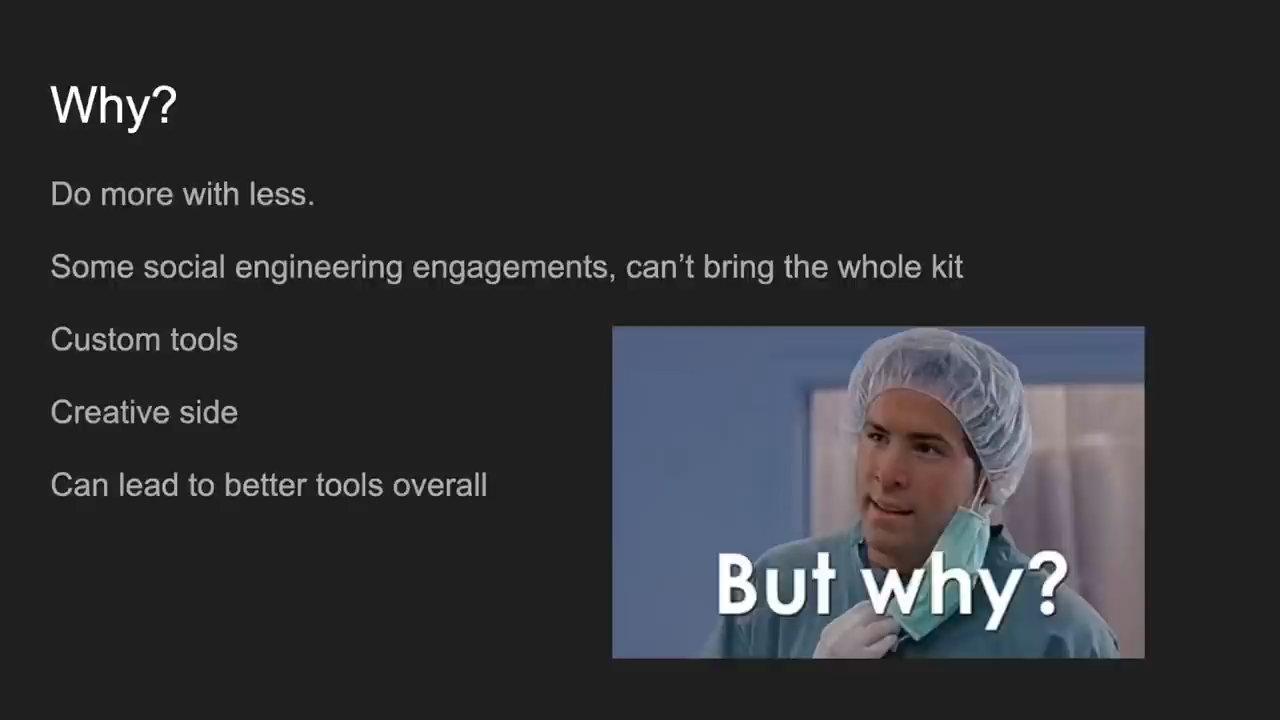 Why?
Do more with less.
Some social engineering engagements, can’t bring the whole kit
Custom tools
Creative side
Can lead to better tools overall
But why?